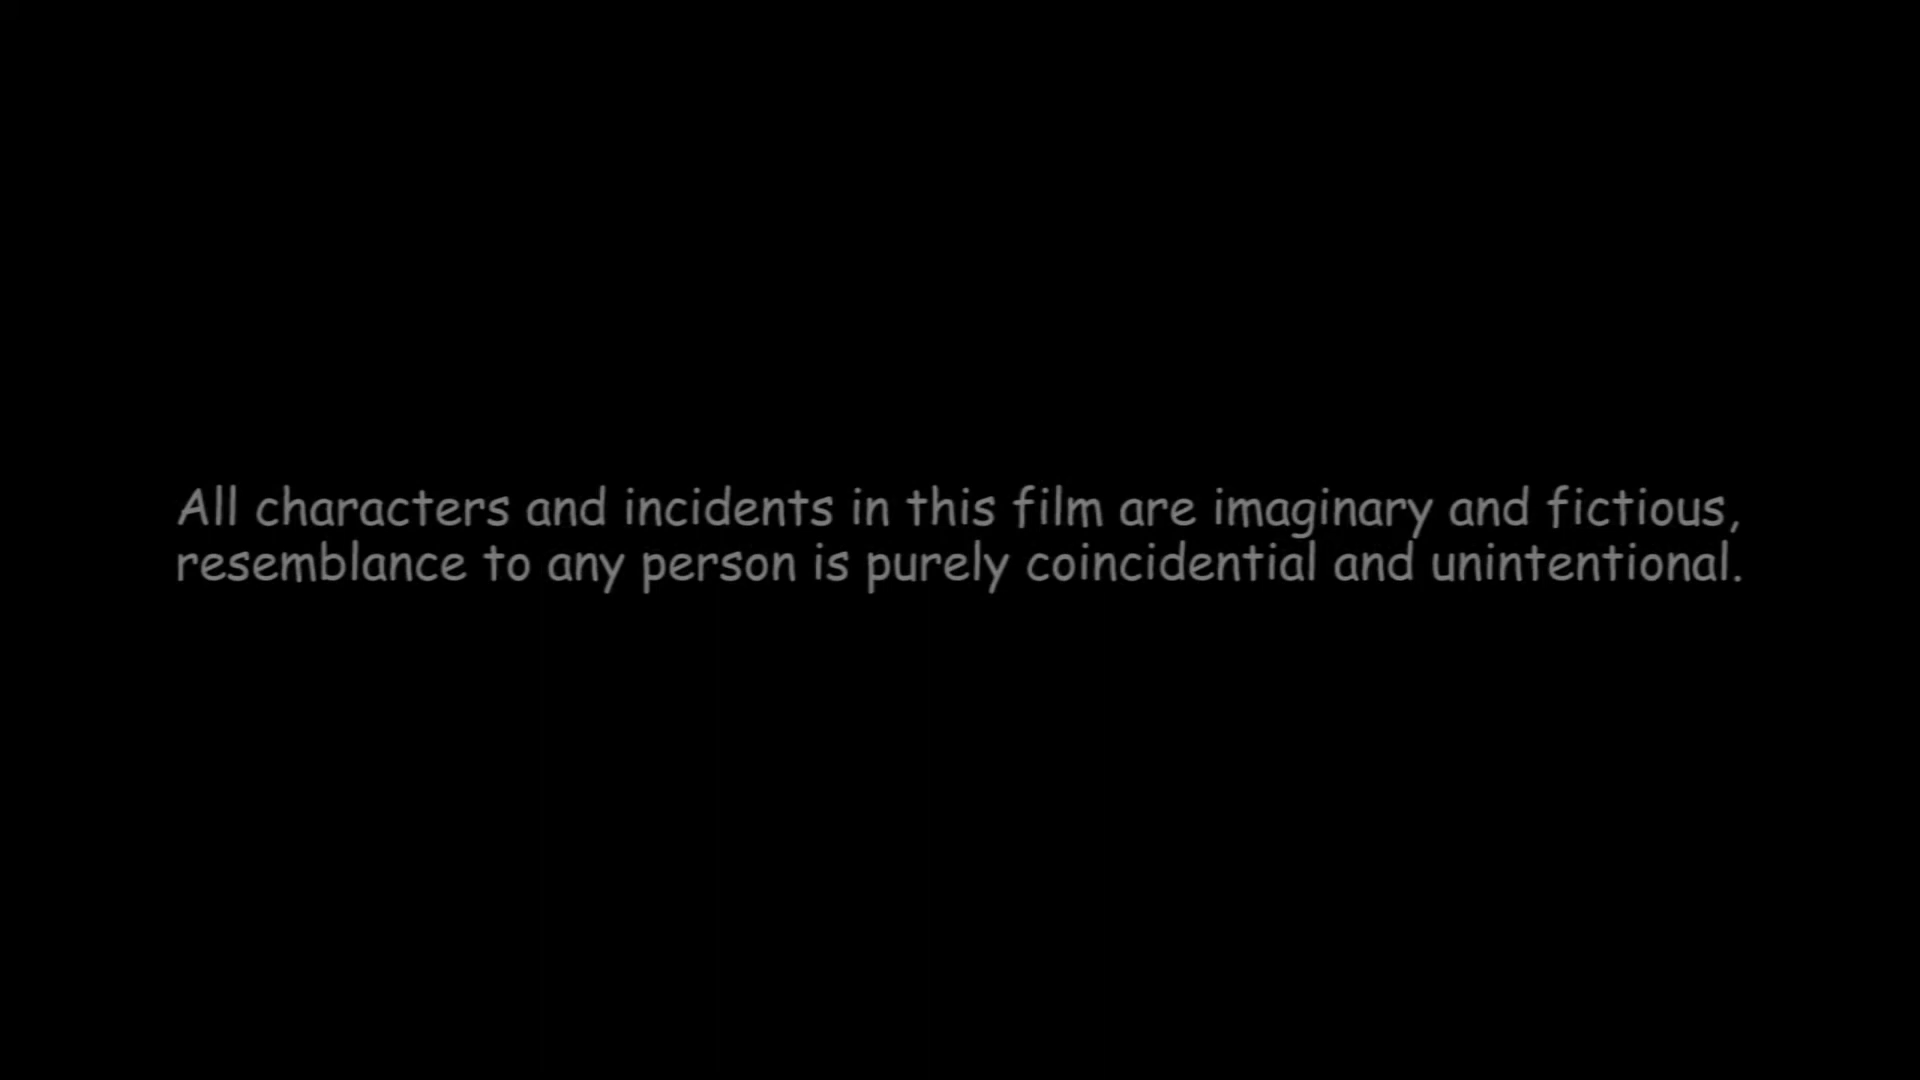 All characters and incidents in this film are imaginary and fictious,
resemblance to any person is purely coincidential and unintentional.